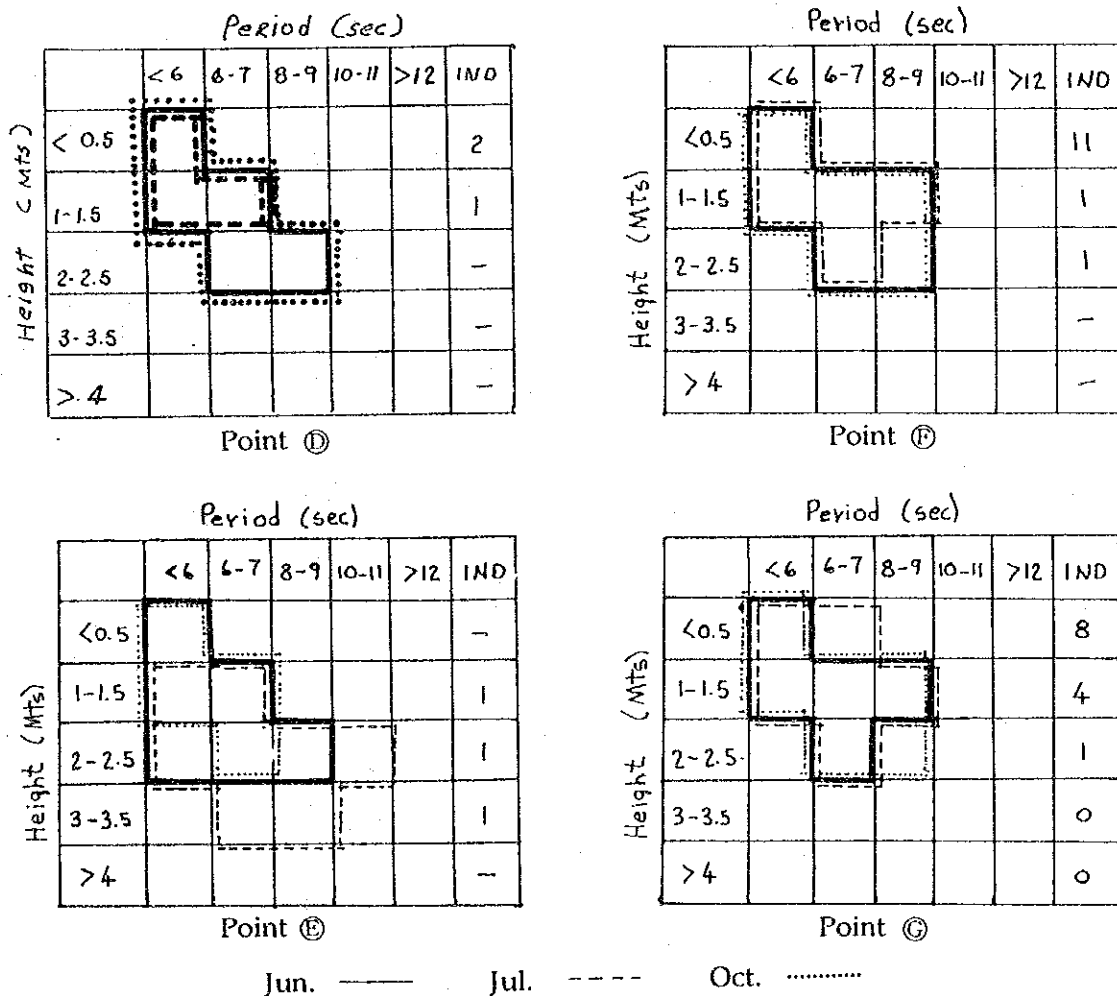 Period (sec)
<6 6-7 8-9 10-11 >12 IND
Height (Mts)
< 0.5 2
1-1.5 1
2-2.5 -
3-3.5 -
>.4 -
Point Ⓓ
Period (sec)
<6 6-7 8-9 10-11 >12 IND
Height (Mts)
<0.5 11
1-1.5 1
2-2.5 1
3-3.5 -
>4 -
Point Ⓕ
Period (sec)
<6 6-7 8-9 10-11 >12 IND
Height (Mts)
<0.5 -
1-1.5 1
2-2.5 1
3-3.5 1
>4 -
Point Ⓔ
Period (sec)
<6 6-7 8-9 10-11 >12 IND
Height (Mts)
<0.5 8
1-1.5 4
2-2.5 1
3-3.5 0
>4 0
Point Ⓖ
Jun. Jul. Oct.